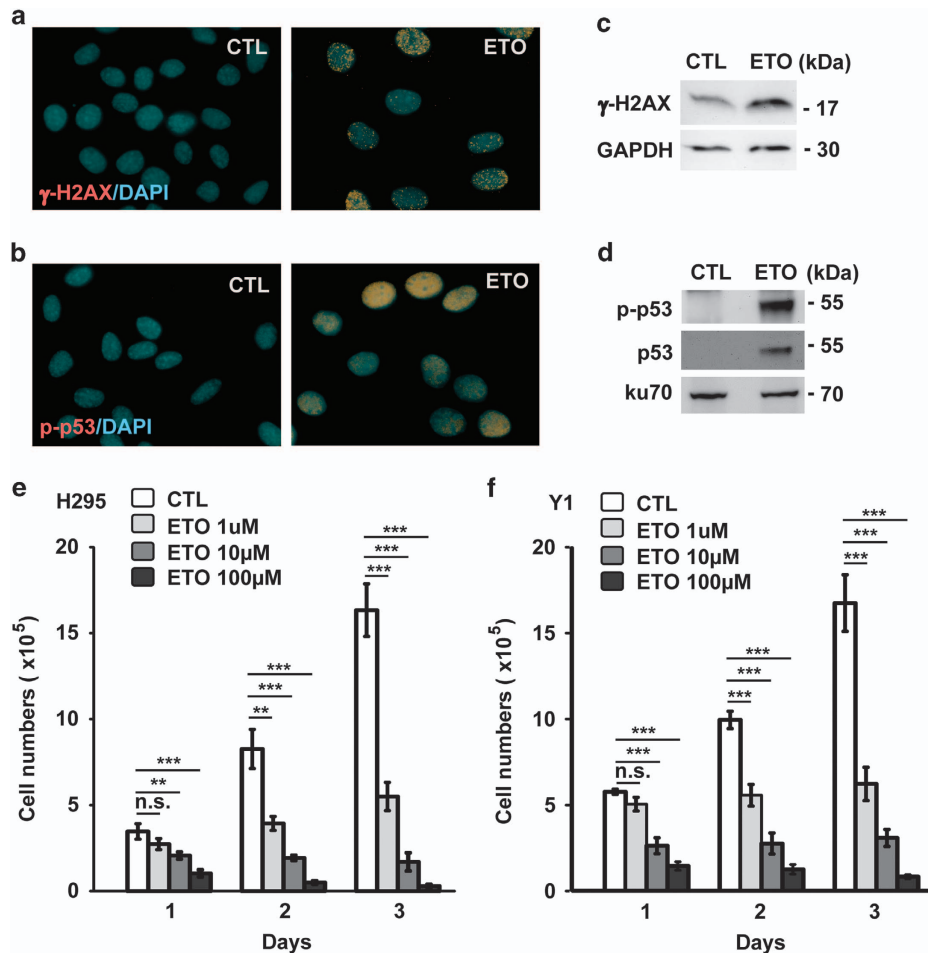 a
CTL
ETO
γ-H2AX/DAPI
c
CTL ETO (kDa)
γ-H2AX
- 17
GAPDH
- 30
b
CTL
ETO
p-p53/DAPI
d
CTL ETO (kDa)
p-p53
- 55
p53
- 55
ku70
- 70
e
H295
CTL
ETO 1uM
ETO 10μM
ETO 100μM
Cell numbers ( x10⁵)
20
15
10
5
0
n.s.
**
***
**
***
***
***
***
***
1
2
3
Days
f
Y1
CTL
ETO 1uM
ETO 10μM
ETO 100μM
Cell numbers ( x10⁵)
20
15
10
5
0
n.s.
***
***
***
***
***
***
***
***
1
2
3
Days